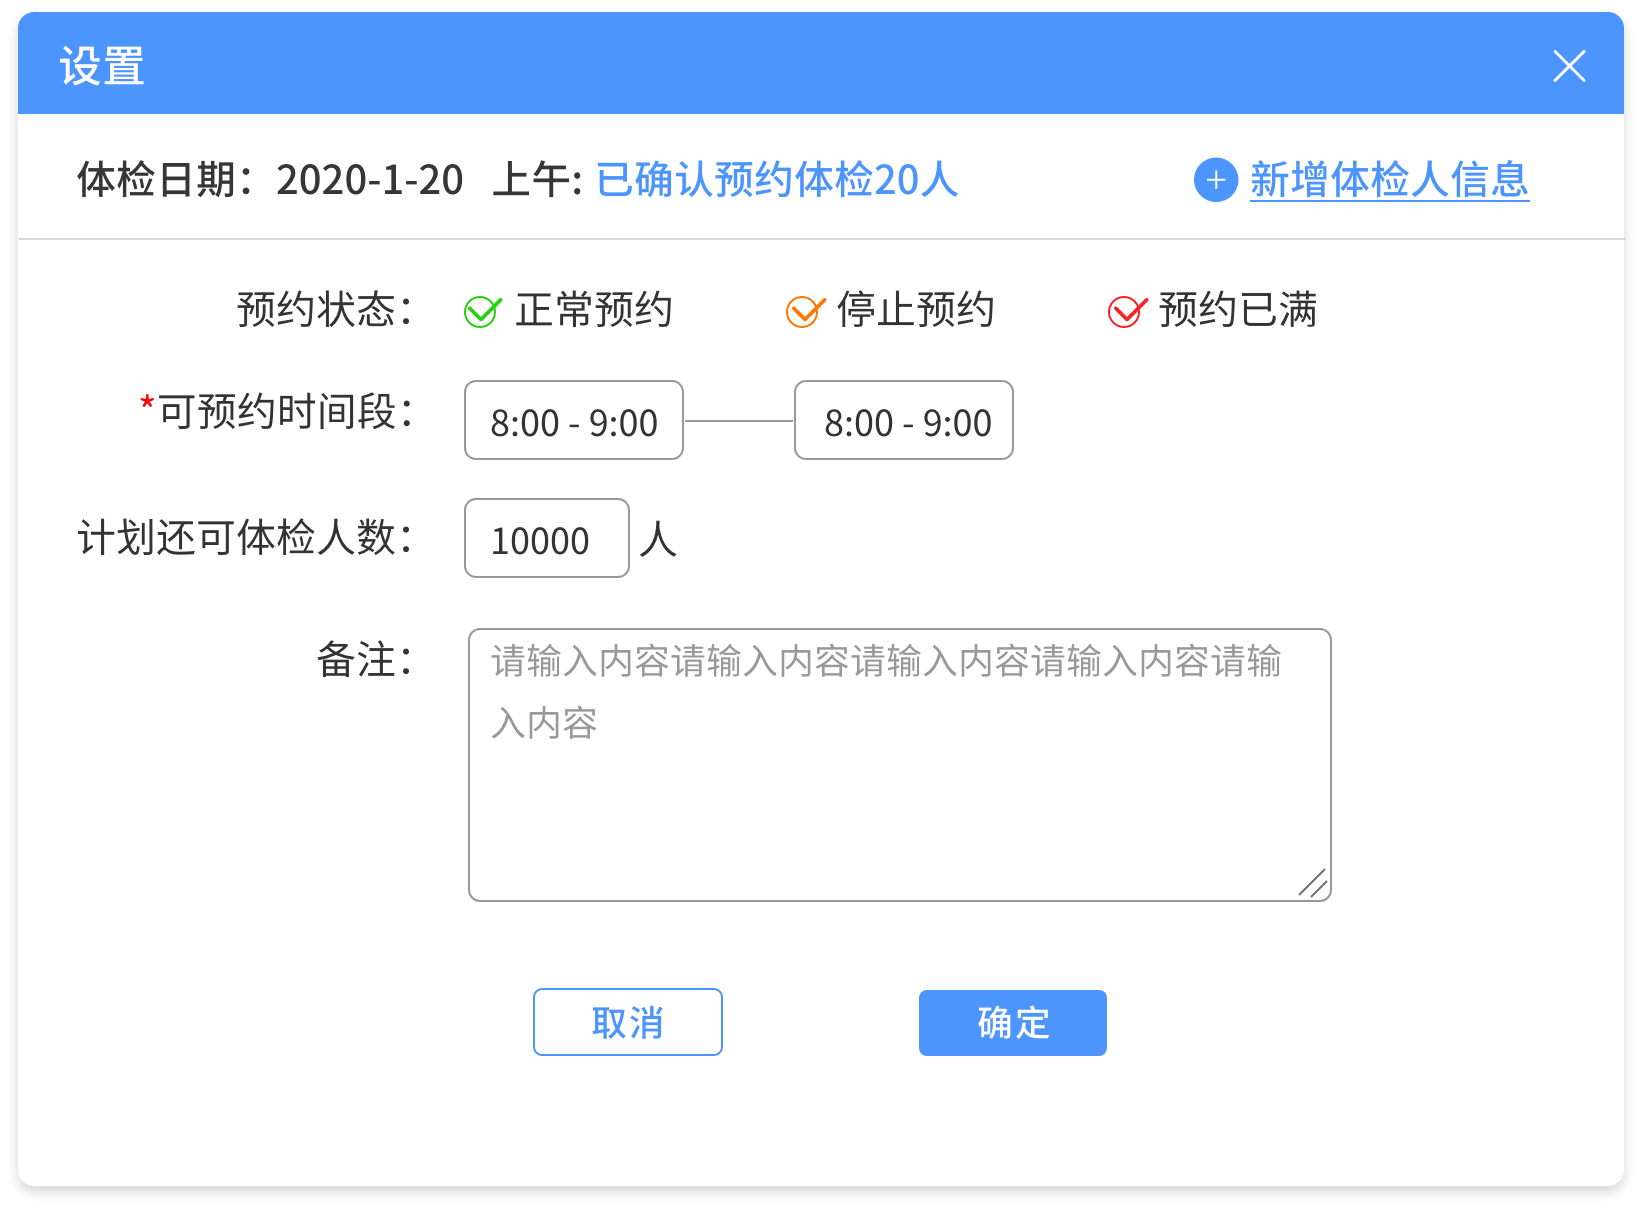 设置
体检日期：2020-1-20 上午: 已确认预约体检20人 新增体检人信息
预约状态： 正常预约 停止预约 预约已满
*可预约时间段： 8:00 - 9:00 8:00 - 9:00
计划还可体检人数： 10000 人
备注： 请输入内容请输入内容请输入内容请输入内容请输
入内容
取消 确定